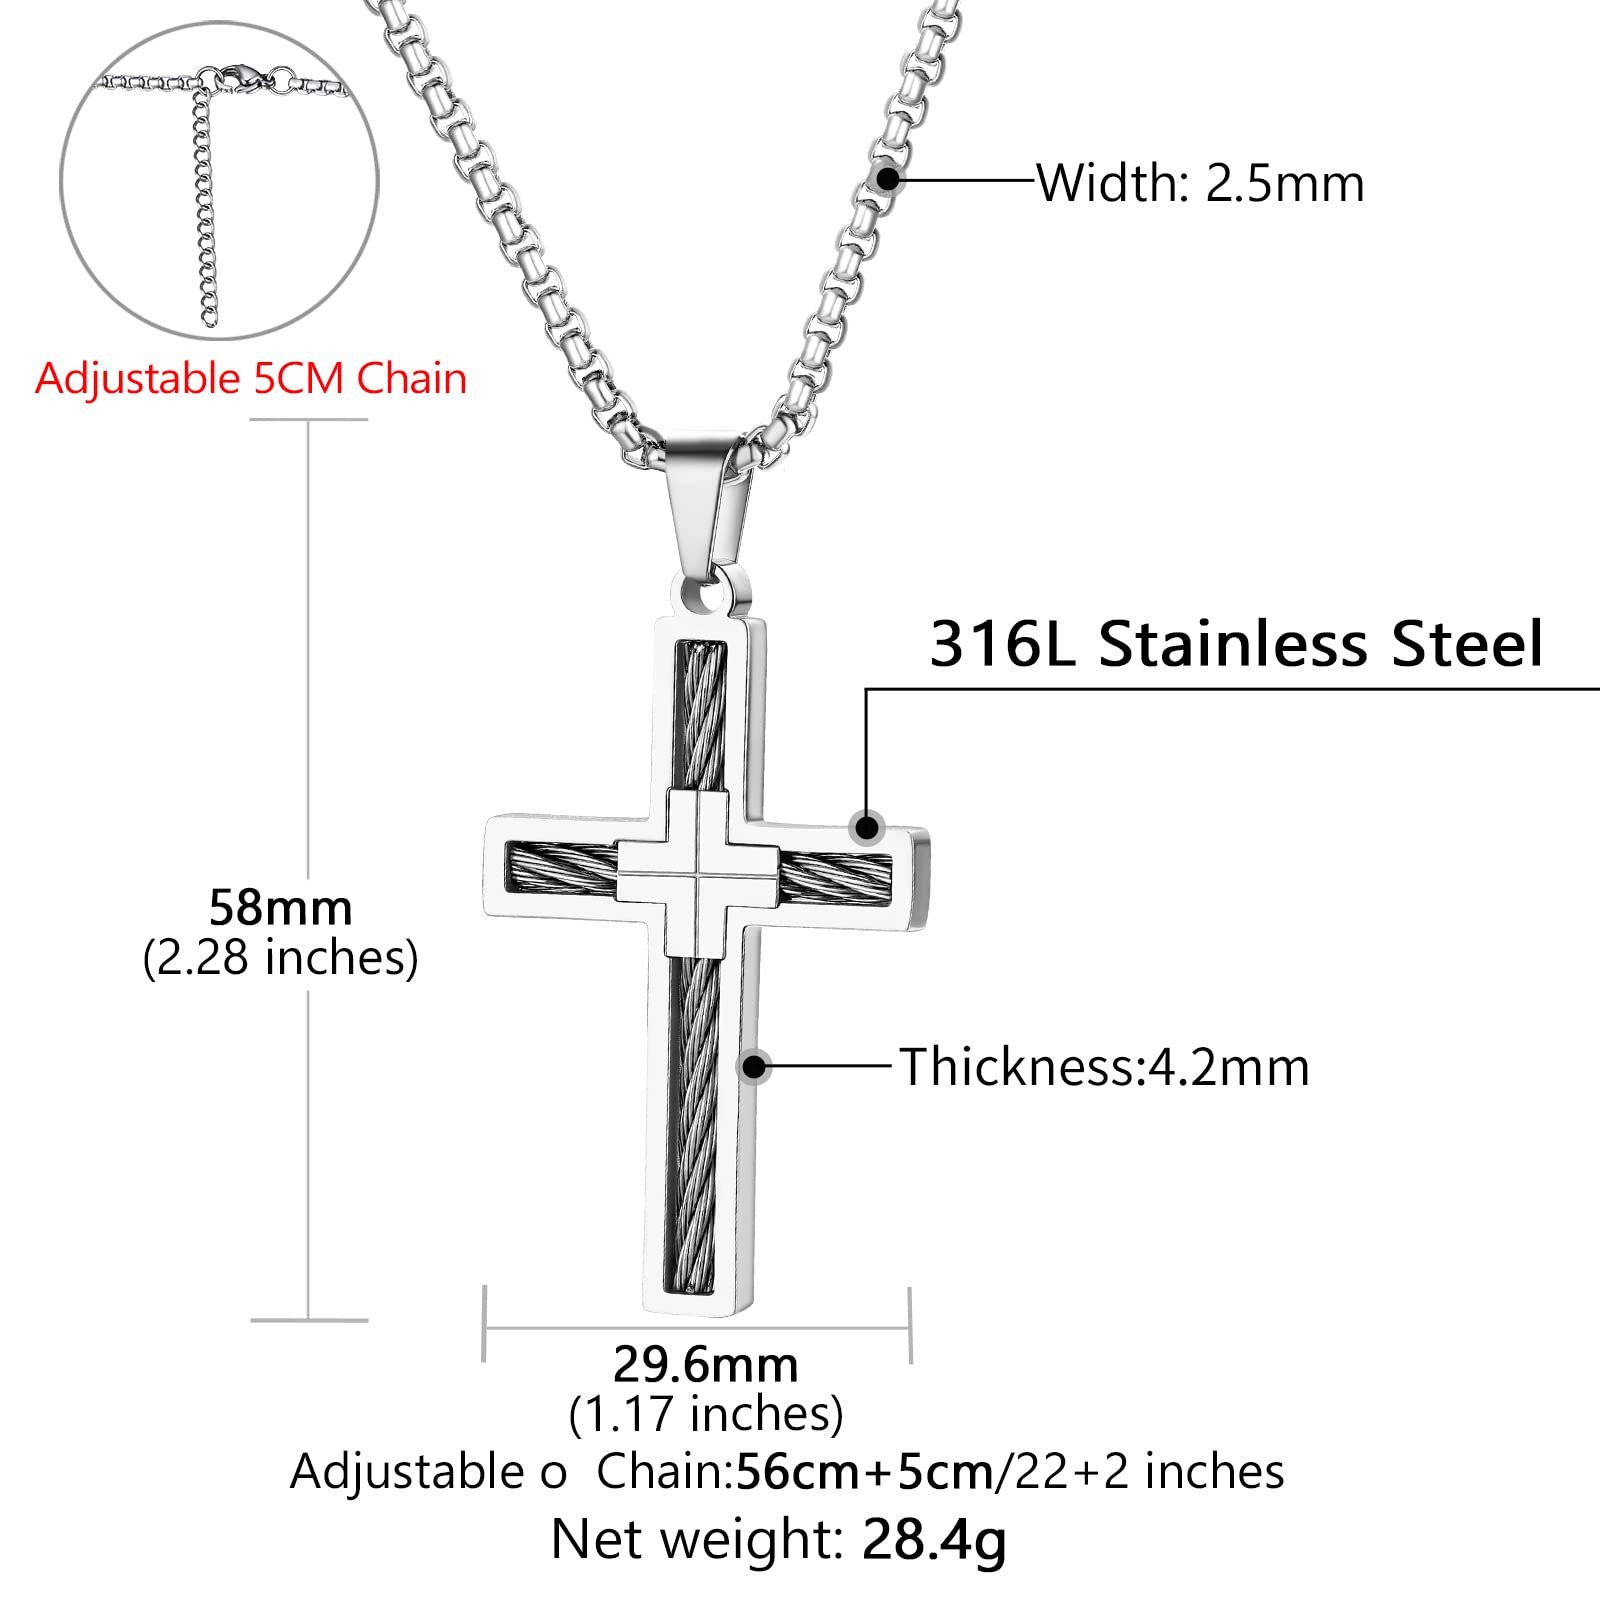 Width: 2.5mm
Adjustable 5CM Chain
316L Stainless Steel
58mm
(2.28 inches)
Thickness:4.2mm
29.6mm
(1.17 inches)
Adjustable o Chain:56cm+5cm/22+2 inches
Net weight: 28.4g